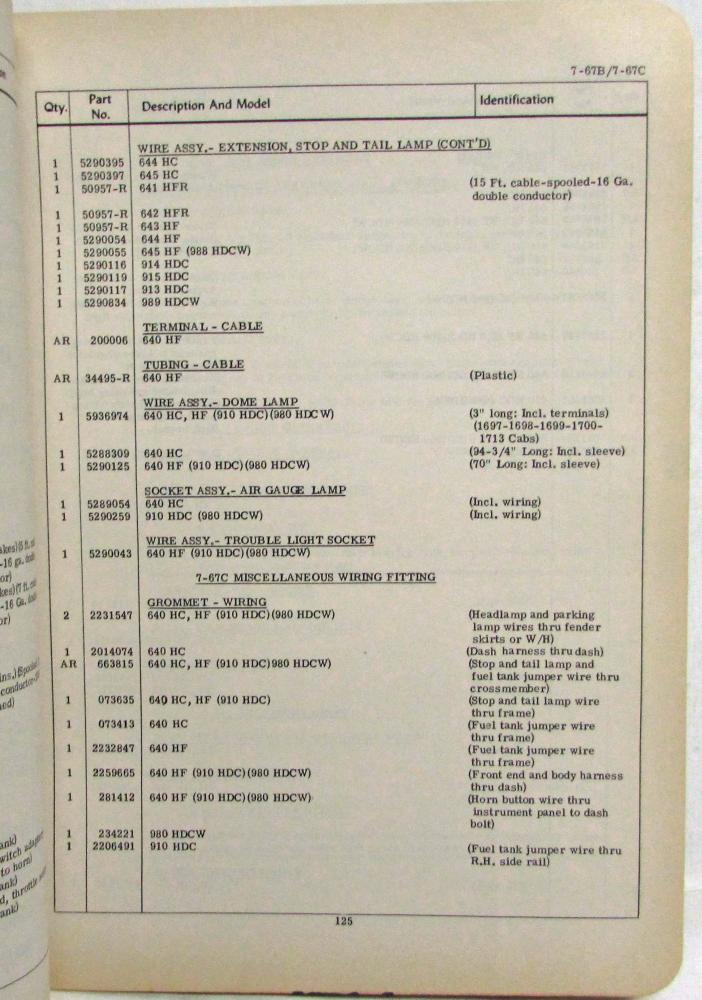 7-67B/7-67C
Qty. Part No. Description And Model Identification
WIRE ASSY.- EXTENSION, STOP AND TAIL LAMP (CONT'D)
1 5290395 644 HC
1 5290397 645 HC
1 50957-R 641 HFR (15 Ft. cable-spooled-16 Ga.
double conductor)
1 50957-R 642 HFR
1 50957-R 643 HF
1 5290054 644 HF
1 5290055 645 HF (988 HDCW)
1 5290116 914 HDC
1 5290119 915 HDC
1 5290117 913 HDC
1 5290834 989 HDCW
TERMINAL - CABLE
AR 200006 640 HF
TUBING - CABLE
AR 34495-R 640 HF (Plastic)
WIRE ASSY.- DOME LAMP
1 5936974 640 HC, HF (910 HDC)(980 HDCW) (3" long: Incl. terminals)
(1697-1698-1699-1700-
1713 Cabs)
1 5288309 640 HC (94-3/4" Long: Incl. sleeve)
1 5290125 640 HF (910 HDC)(980 HDCW) (70" Long: Incl. sleeve)
SOCKET ASSY.- AIR GAUGE LAMP
1 5289054 640 HC (Incl. wiring)
1 5290259 910 HDC (980 HDCW) (Incl. wiring)
WIRE ASSY.- TROUBLE LIGHT SOCKET
1 5290043 640 HF (910 HDC)(980 HDCW)
7-67C MISCELLANEOUS WIRING FITTING
GROMMET - WIRING
2 2231547 640 HC, HF (910 HDC)(980 HDCW) (Headlamp and parking
lamp wires thru fender
skirts or W/H)
1 2014074 640 HC (Dash harness thru dash)
AR 663815 640 HC, HF (910 HDC)980 HDCW) (Stop and tail lamp and
fuel tank jumper wire thru
crossmember)
1 073635 640 HC, HF (910 HDC) (Stop and tail lamp wire
thru frame)
1 073413 640 HC (Fuel tank jumper wire
thru frame)
1 2232847 640 HF (Fuel tank jumper wire
thru frame)
1 2259665 640 HF (910 HDC)(980 HDCW) (Front end and body harness
thru dash)
1 281412 640 HF (910 HDC)(980 HDCW) (Horn button wire thru
instrument panel to dash
bolt)
1 234221 980 HDCW
1 2206491 910 HDC (Fuel tank jumper wire thru
R.H. side rail)
125